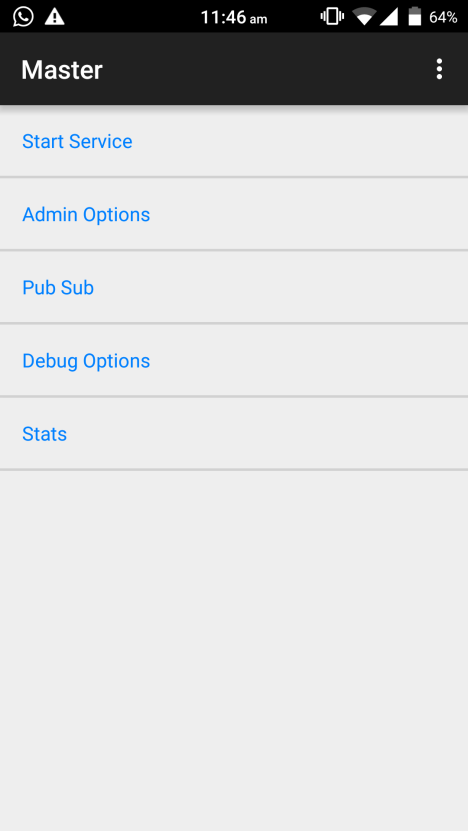 11:46 am
64%
Master
Start Service
Admin Options
Pub Sub
Debug Options
Stats